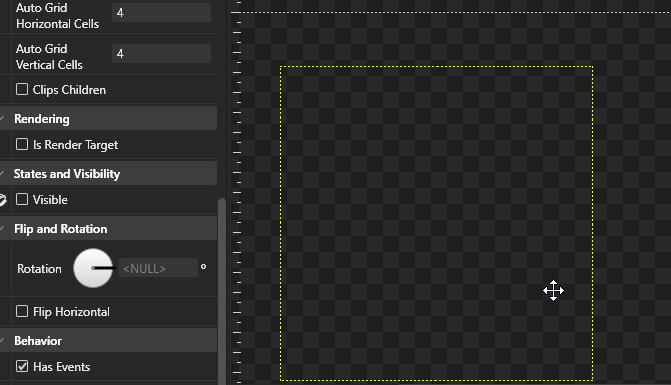 Auto Grid
Horizontal Cells
4
Auto Grid
Vertical Cells
4
Clips Children
Rendering
Is Render Target
States and Visibility
Visible
Flip and Rotation
Rotation
<NULL>
°
Flip Horizontal
Behavior
Has Events